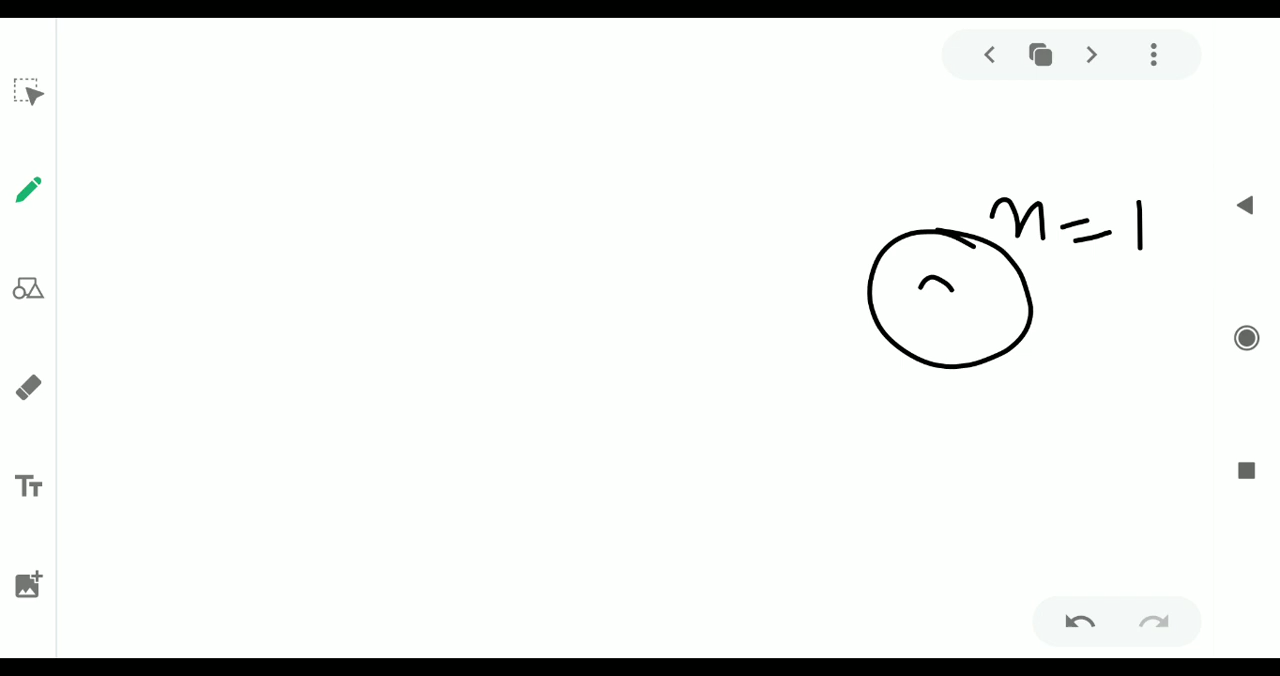 n = 1